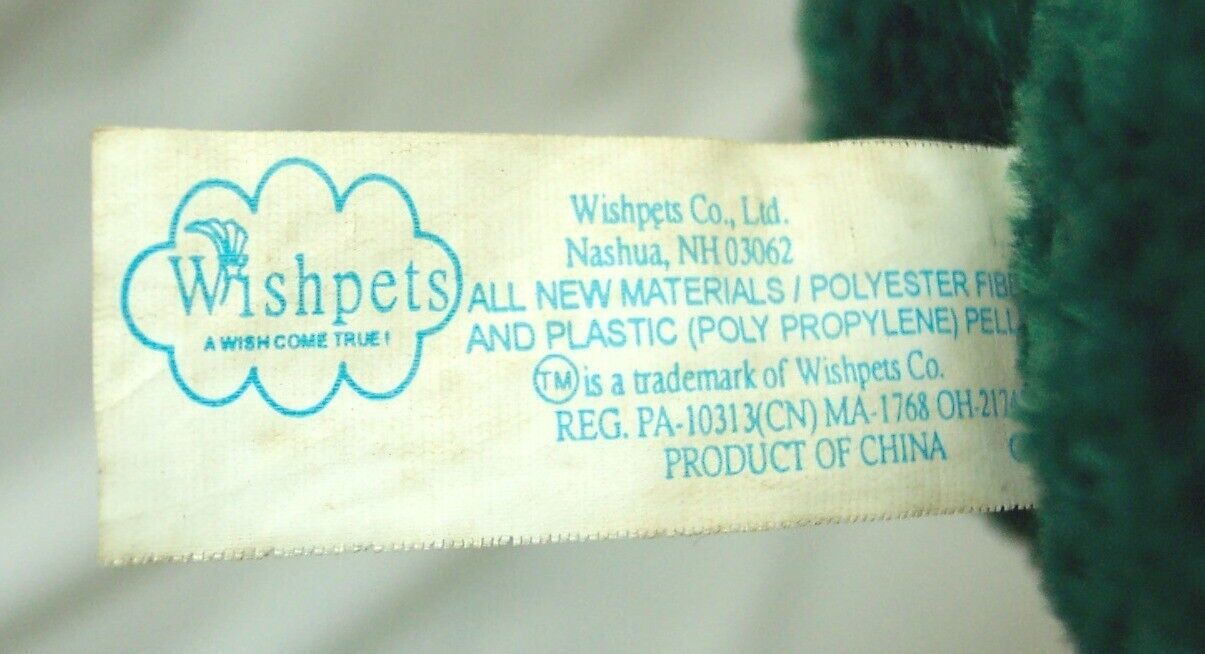 Wishpets
A WISH COME TRUE!
Wishpets Co., Ltd.
Nashua, NH 03062
ALL NEW MATERIALS / POLYESTER
AND PLASTIC (POLY PROPYLENE)
TM is a trademark of Wishpets Co.
REG. PA-10313(CN) MA-1768
PRODUCT OF CHINA